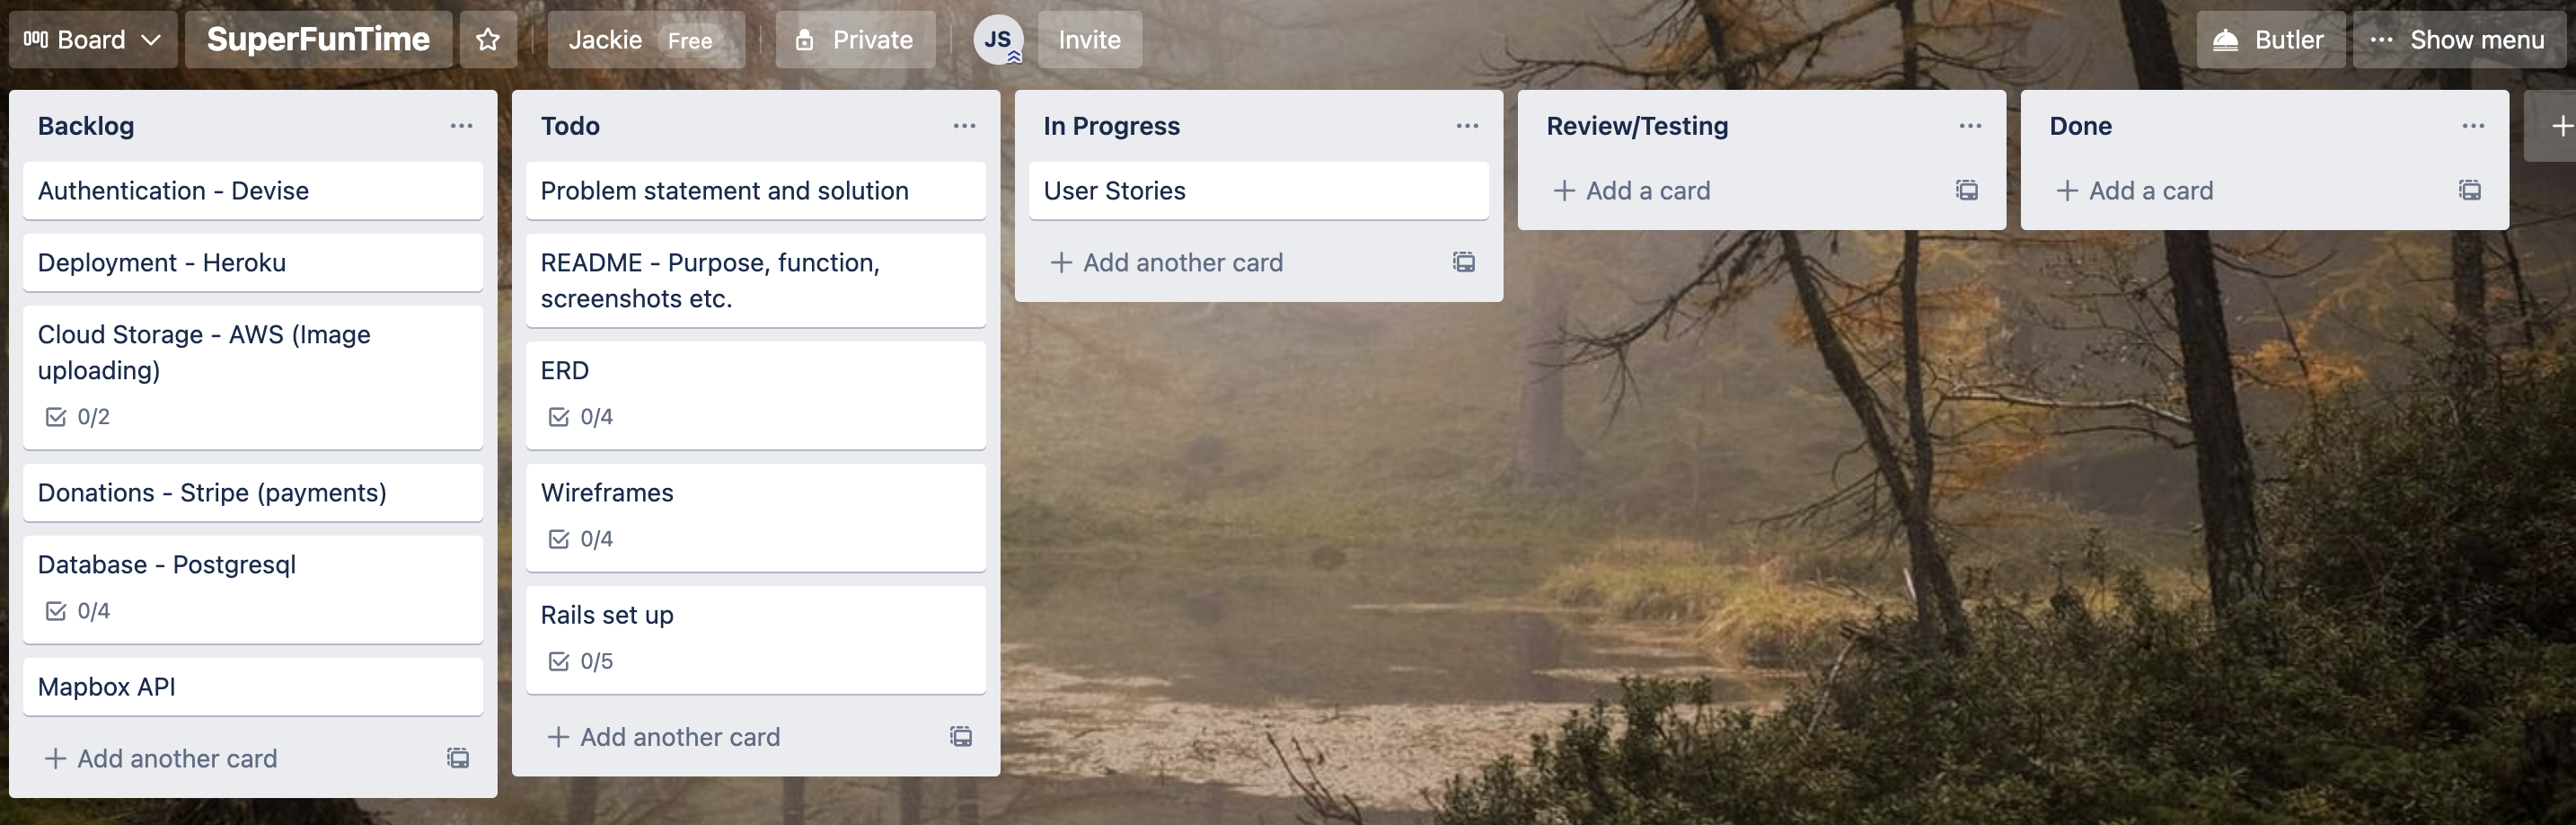 Board
SuperFunTime
Jackie Free
Private
JS
Invite
Butler
Show menu
Backlog
Authentication - Devise
Deployment - Heroku
Cloud Storage - AWS (Image
uploading)
0/2
Donations - Stripe (payments)
Database - Postgresql
0/4
Mapbox API
Add another card
Todo
Problem statement and solution
README - Purpose, function,
screenshots etc.
ERD
0/4
Wireframes
0/4
Rails set up
0/5
Add another card
In Progress
User Stories
Add another card
Review/Testing
Add a card
Done
Add a card